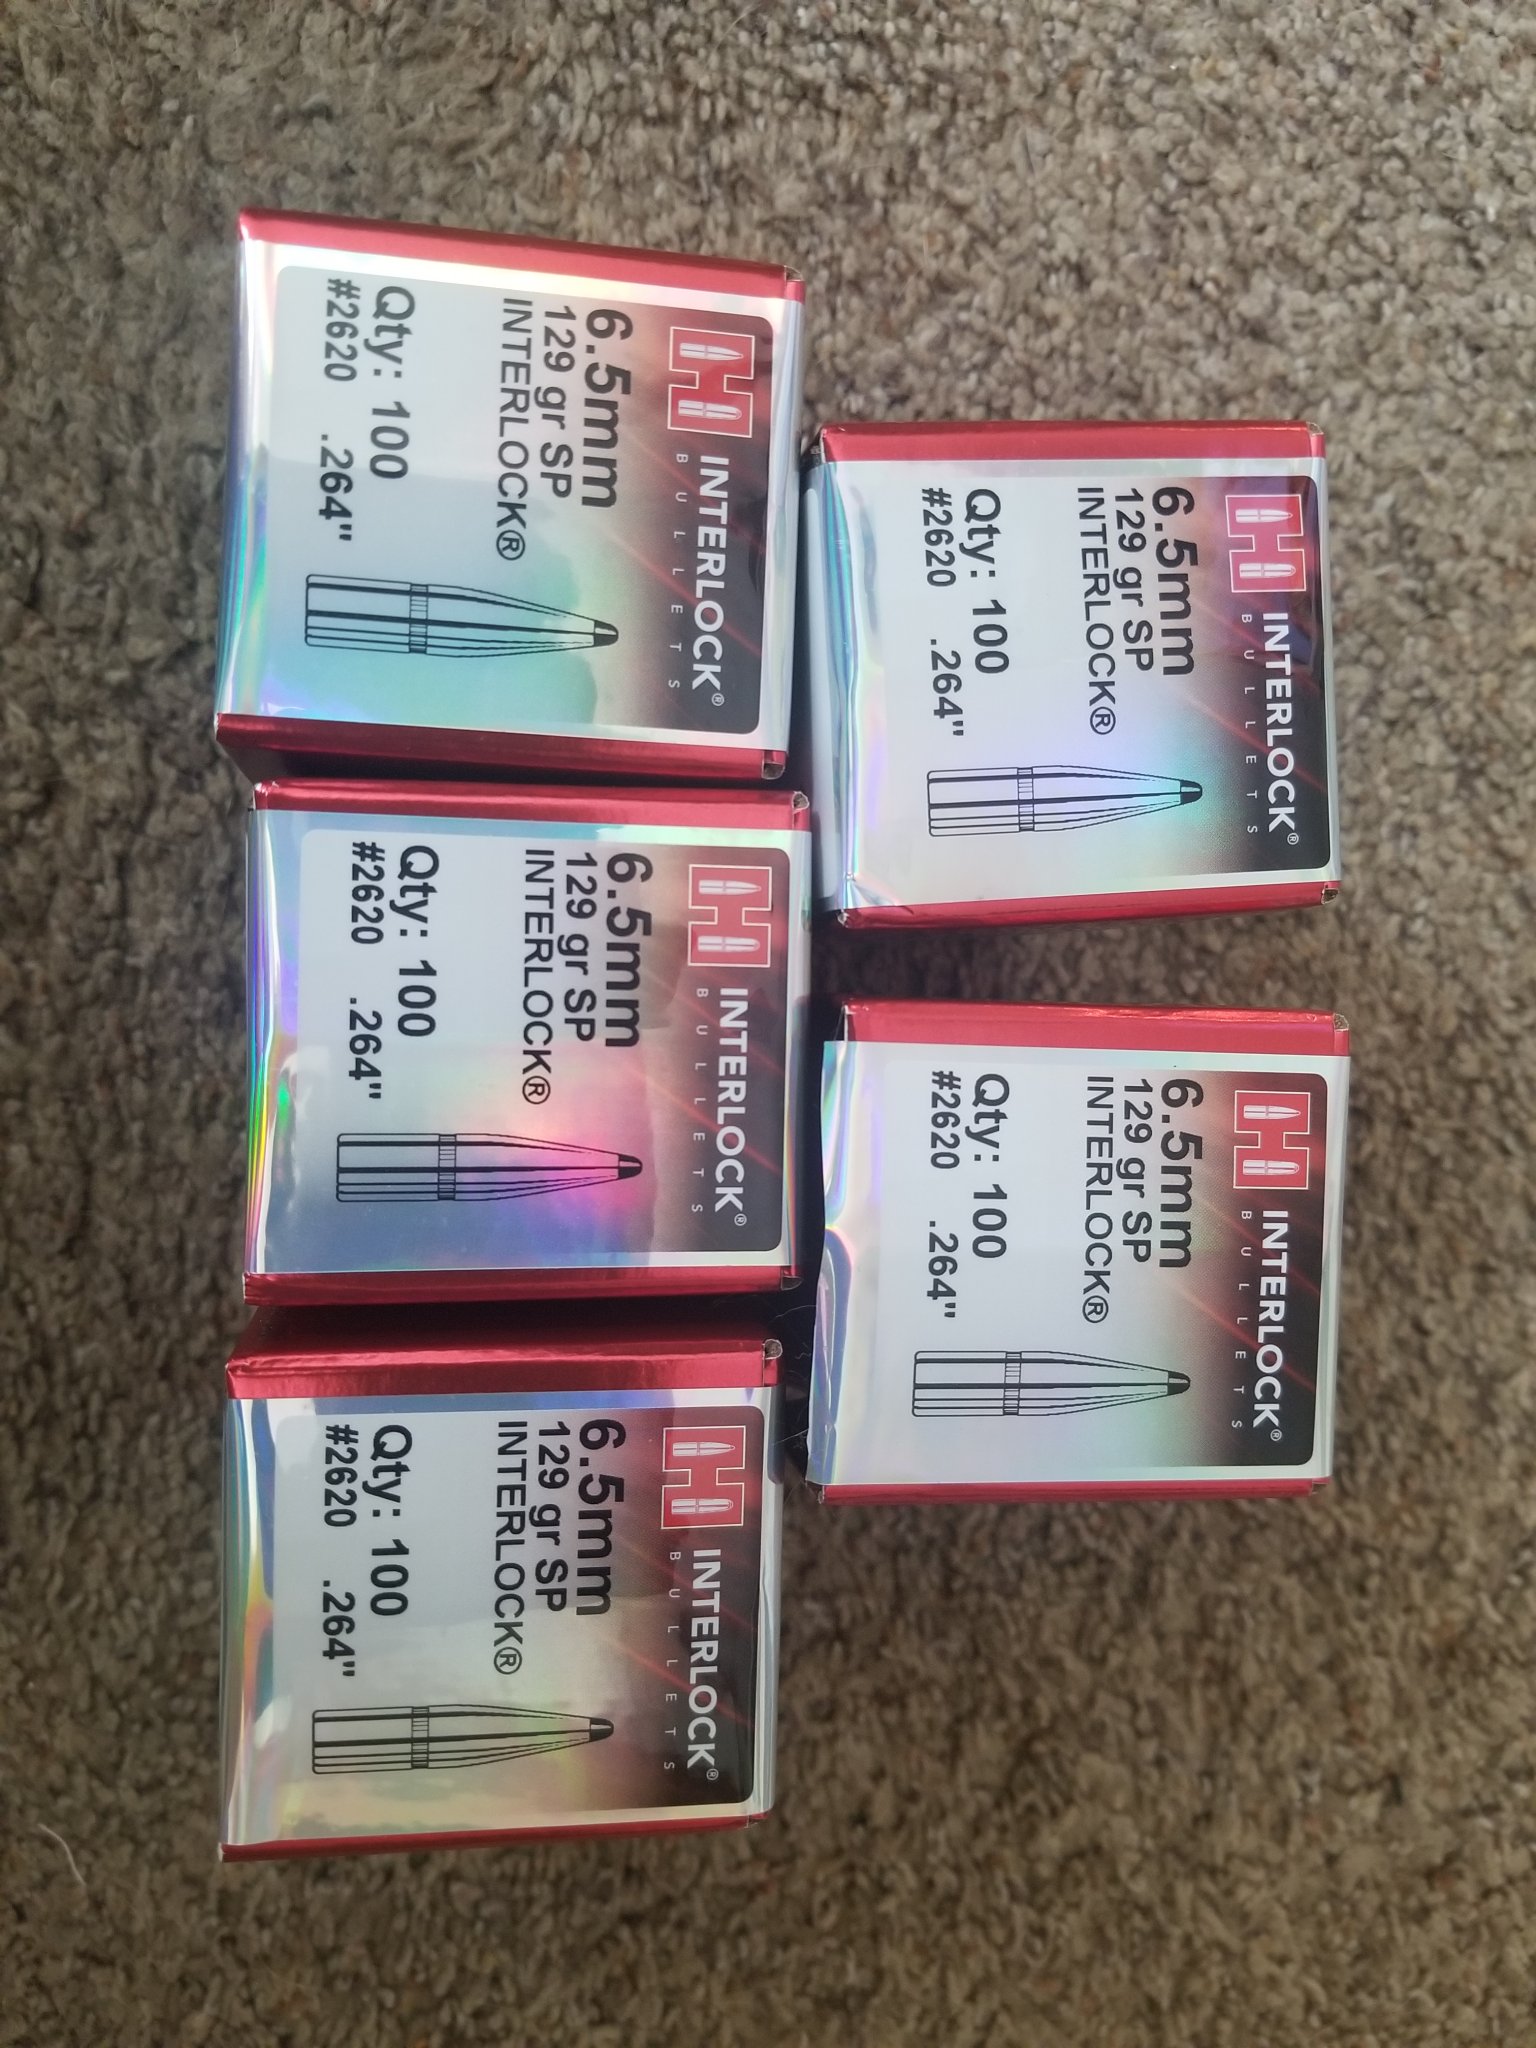 INTERLOCK®
BULLETS
6.5mm
129 gr SP
INTERLOCK®
Qty: 100
#2620 .264"
INTERLOCK®
BULLETS
6.5mm
129 gr SP
INTERLOCK®
Qty: 100
#2620 .264"
INTERLOCK®
BULLETS
6.5mm
129 gr SP
INTERLOCK®
Qty: 100
#2620 .264"
INTERLOCK®
BULLETS
6.5mm
129 gr SP
INTERLOCK®
Qty: 100
#2620 .264"
INTERLOCK®
BULLETS
6.5mm
129 gr SP
INTERLOCK®
Qty: 100
#2620 .264"